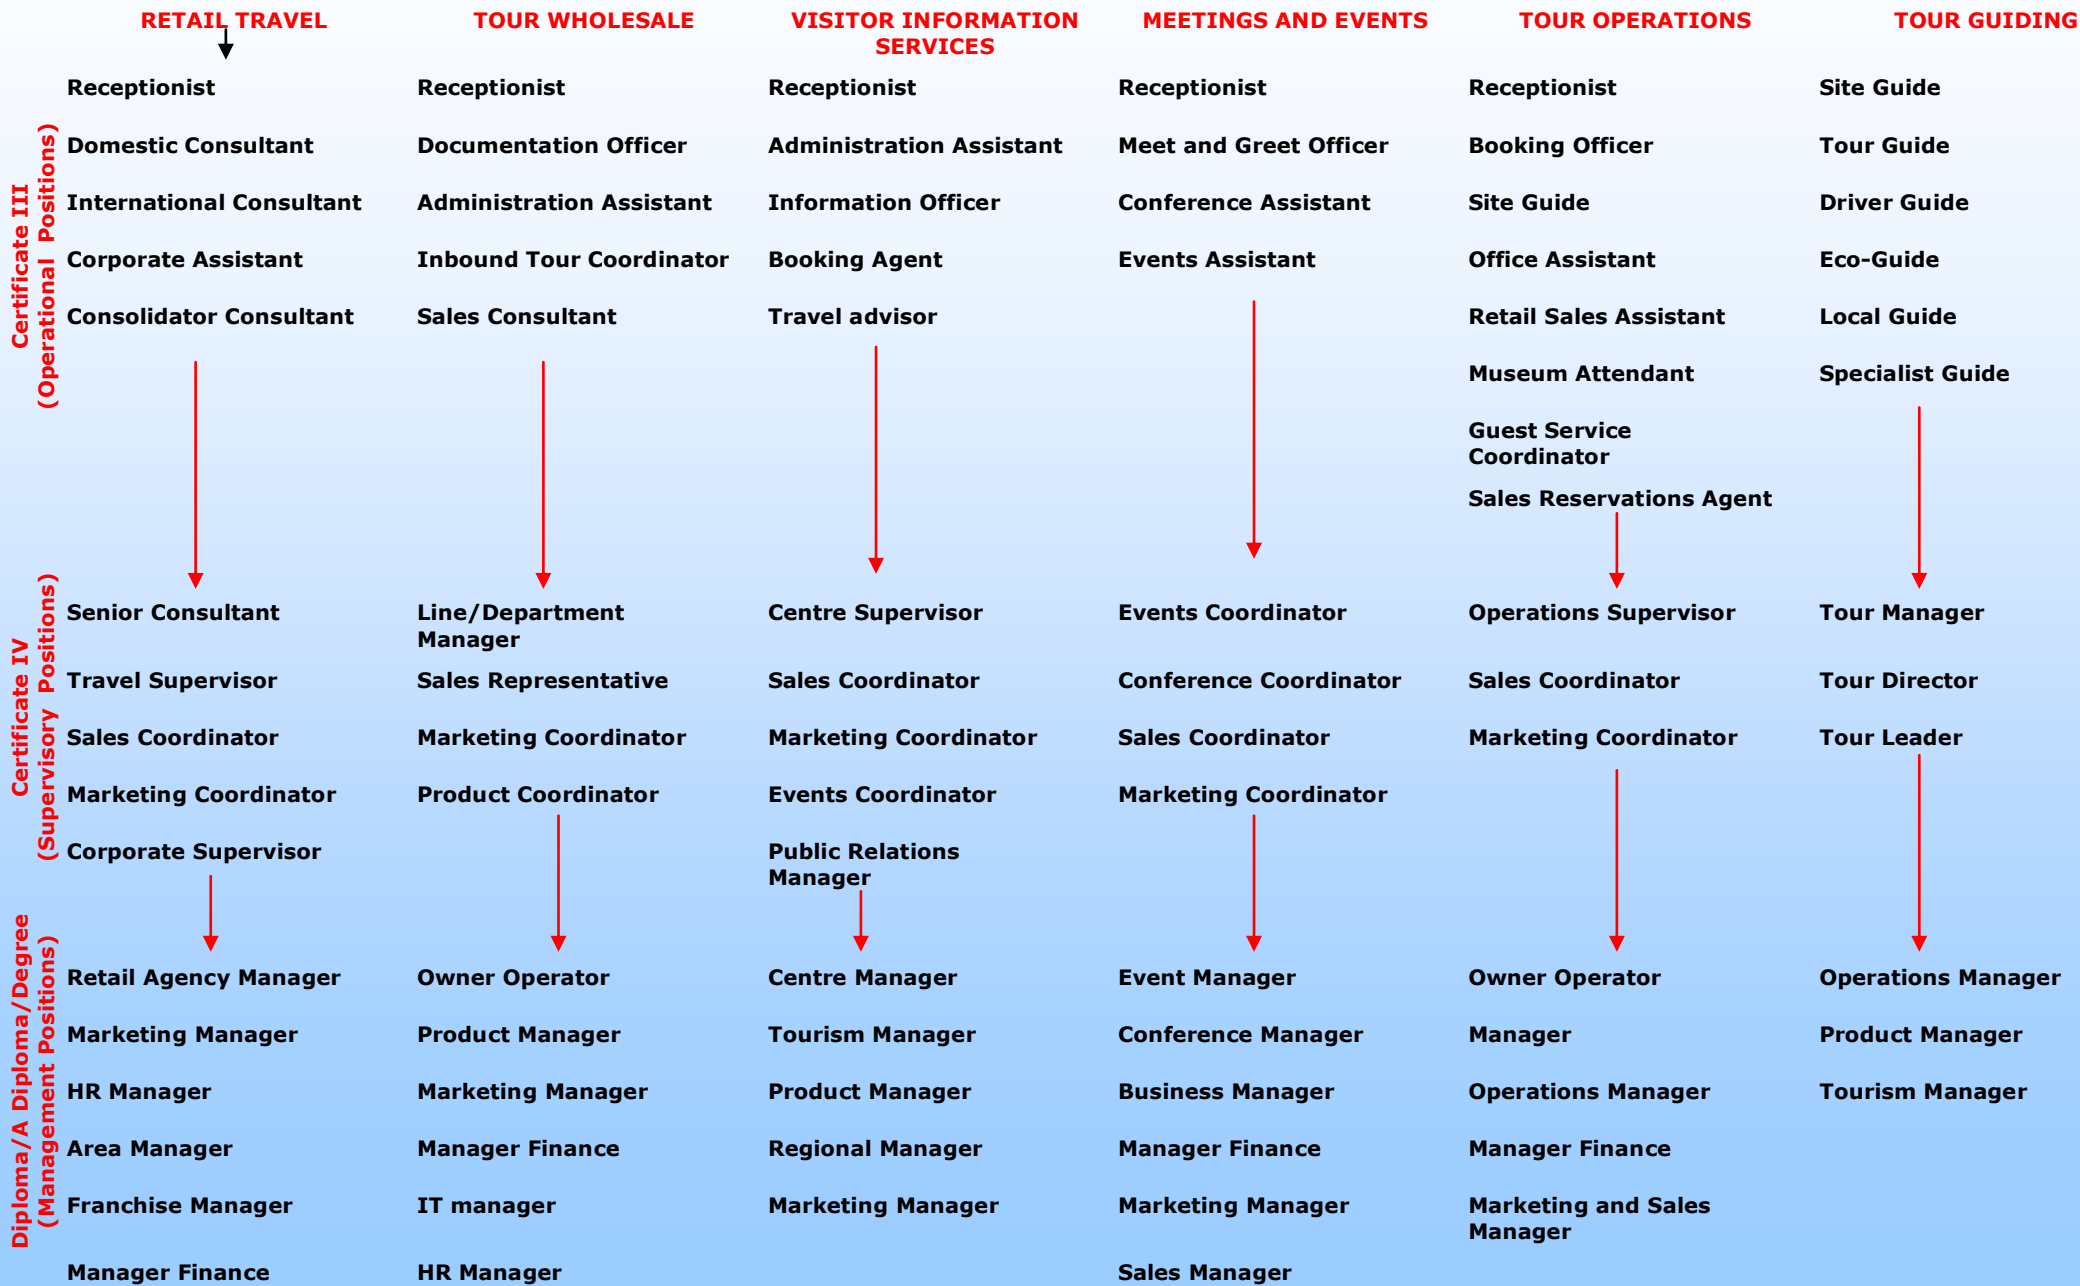 RETAIL TRAVEL
TOUR WHOLESALE
VISITOR INFORMATION
SERVICES
MEETINGS AND EVENTS
TOUR OPERATIONS
TOUR GUIDING
Certificate III
(Operational Positions)
Receptionist
Domestic Consultant
International Consultant
Corporate Assistant
Consolidator Consultant
Receptionist
Documentation Officer
Administration Assistant
Inbound Tour Coordinator
Sales Consultant
Receptionist
Administration Assistant
Information Officer
Booking Agent
Travel advisor
Receptionist
Meet and Greet Officer
Conference Assistant
Events Assistant
Receptionist
Booking Officer
Site Guide
Office Assistant
Retail Sales Assistant
Museum Attendant
Guest Service
Coordinator
Sales Reservations Agent
Site Guide
Tour Guide
Driver Guide
Eco-Guide
Local Guide
Specialist Guide
Certificate IV
(Supervisory Positions)
Senior Consultant
Travel Supervisor
Sales Coordinator
Marketing Coordinator
Corporate Supervisor
Line/Department
Manager
Sales Representative
Marketing Coordinator
Product Coordinator
Centre Supervisor
Sales Coordinator
Marketing Coordinator
Events Coordinator
Public Relations
Manager
Events Coordinator
Conference Coordinator
Sales Coordinator
Marketing Coordinator
Operations Supervisor
Sales Coordinator
Marketing Coordinator
Tour Manager
Tour Director
Tour Leader
Diploma/A Diploma/Degree
(Management Positions)
Retail Agency Manager
Marketing Manager
HR Manager
Area Manager
Franchise Manager
Manager Finance
Owner Operator
Product Manager
Marketing Manager
Manager Finance
IT manager
HR Manager
Centre Manager
Tourism Manager
Product Manager
Regional Manager
Marketing Manager
Event Manager
Conference Manager
Business Manager
Manager Finance
Marketing Manager
Sales Manager
Owner Operator
Manager
Operations Manager
Manager Finance
Marketing and Sales
Manager
Operations Manager
Product Manager
Tourism Manager